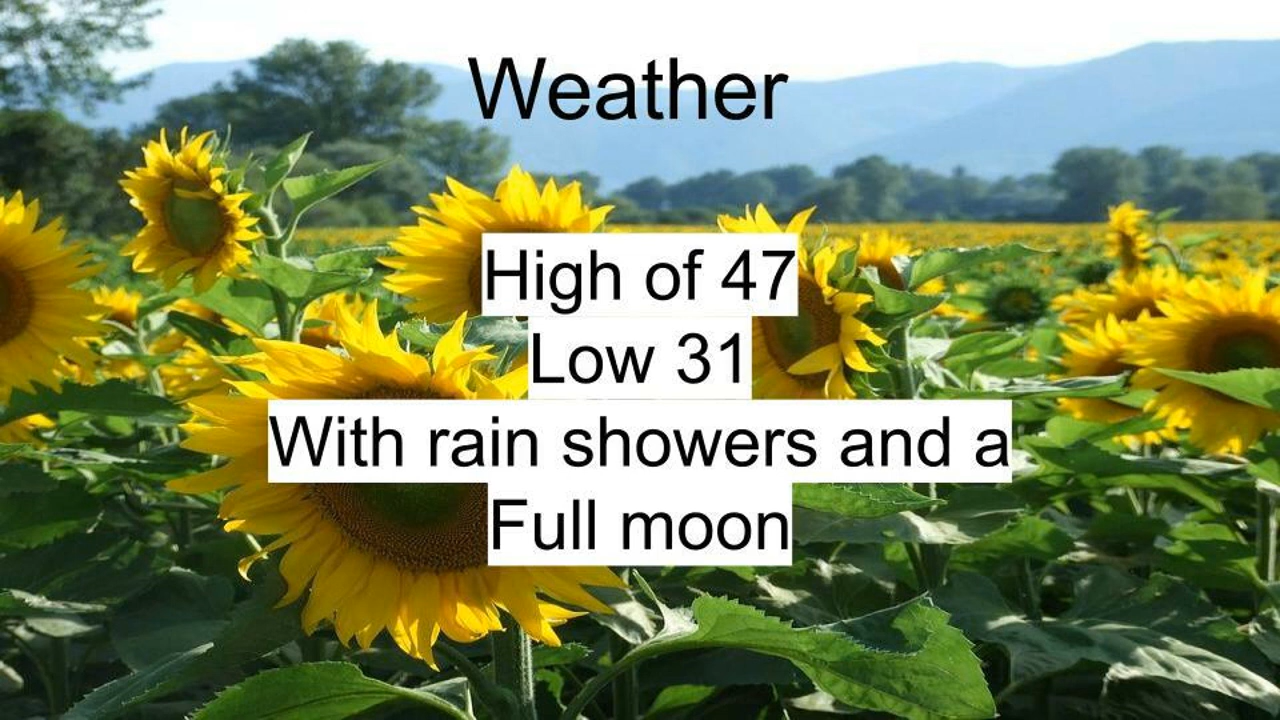 Weather
High of 47
Low 31
With rain showers and a
Full moon